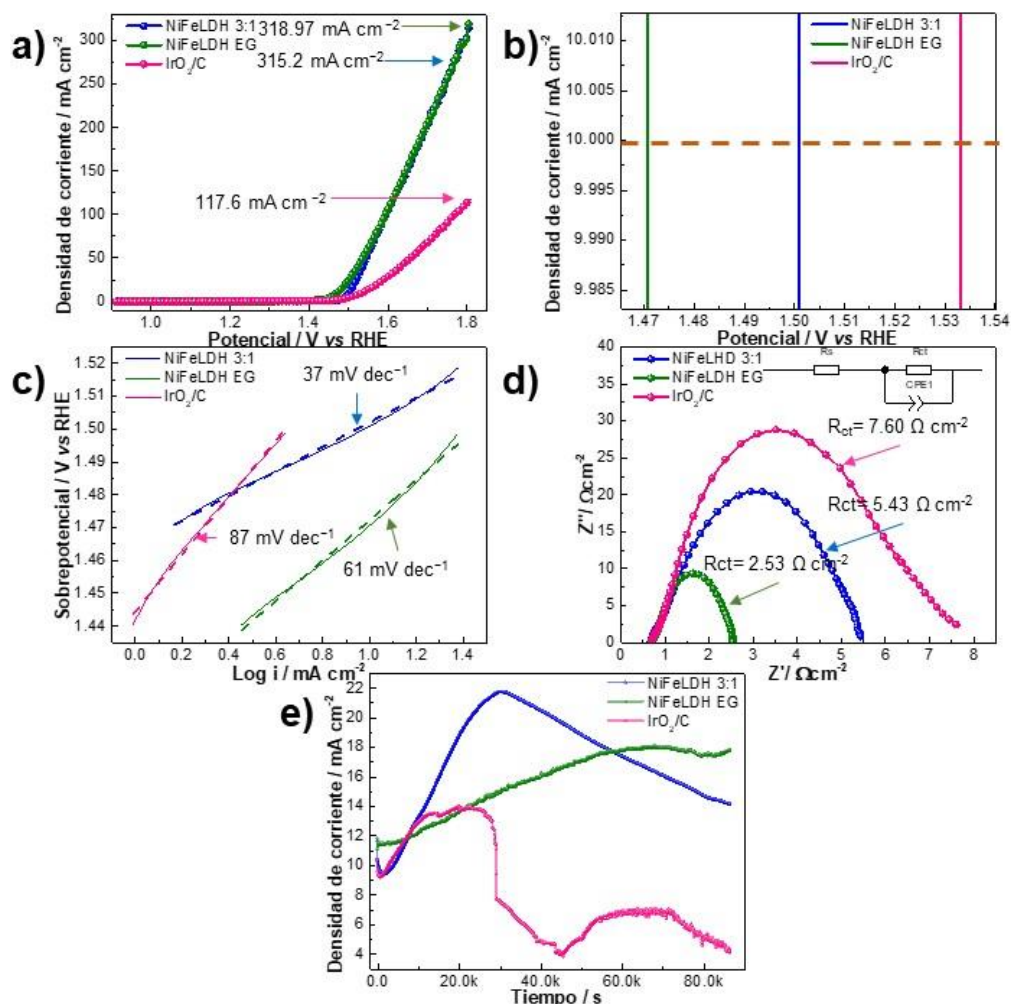 a)
NiFeLDH 3:1
NiFeLDH EG
IrO₂/C
318.97 mA cm⁻²
315.2 mA cm⁻²
117.6 mA cm⁻²
300
250
200
150
100
50
0
Densidad de corriente / mA cm⁻²
1.0 1.2 1.4 1.6 1.8
Potencial / V vs RHE
b)
NiFeLDH 3:1
NiFeLDH EG
IrO₂/C
10.010
10.005
10.000
9.995
9.990
9.985
Densidad de corriente / mA cm⁻²
1.47 1.48 1.49 1.50 1.51 1.52 1.53 1.54
Potencial / V vs RHE
c)
NiFeLDH 3:1
NiFeLDH EG
IrO₂/C
37 mV dec⁻¹
87 mV dec⁻¹
61 mV dec⁻¹
1.52
1.51
1.50
1.49
1.48
1.47
1.46
1.45
1.44
Sobrepotencial / V vs RHE
0.0 0.2 0.4 0.6 0.8 1.0 1.2 1.4
Log i / mA cm⁻²
d)
NiFeLHD 3:1
NiFeLDH EG
IrO₂/C
Rs
Rct
CPE1
Rct= 7.60 Ω cm⁻²
Rct= 5.43 Ω cm⁻²
Rct= 2.53 Ω cm⁻²
40
35
30
25
20
15
10
5
0
Z''/ Ωcm⁻²
1 2 3 4 5 6 7 8
Z'/ Ωcm⁻²
e)
NiFeLDH 3:1
NiFeLDH EG
IrO₂/C
22
20
18
16
14
12
10
8
6
4
Densidad de corriente / mA cm⁻²
0.0 20.0k 40.0k 60.0k 80.0k
Tiempo / s